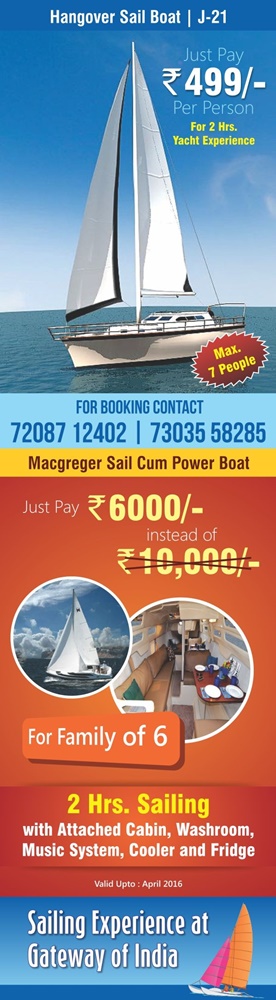 Hangover Sail Boat | J-21
Just Pay
₹499/-
Per Person
For 2 Hrs.
Yacht Experience
Max.
7 People
FOR BOOKING CONTACT
72087 12402 | 73035 58285
Macgreger Sail Cum Power Boat
Just Pay ₹6000/-
instead of
₹10,000/-
For Family of 6
2 Hrs. Sailing
with Attached Cabin, Washroom,
Music System, Cooler and Fridge
Valid Upto : April 2016
Sailing Experience at
Gateway of India